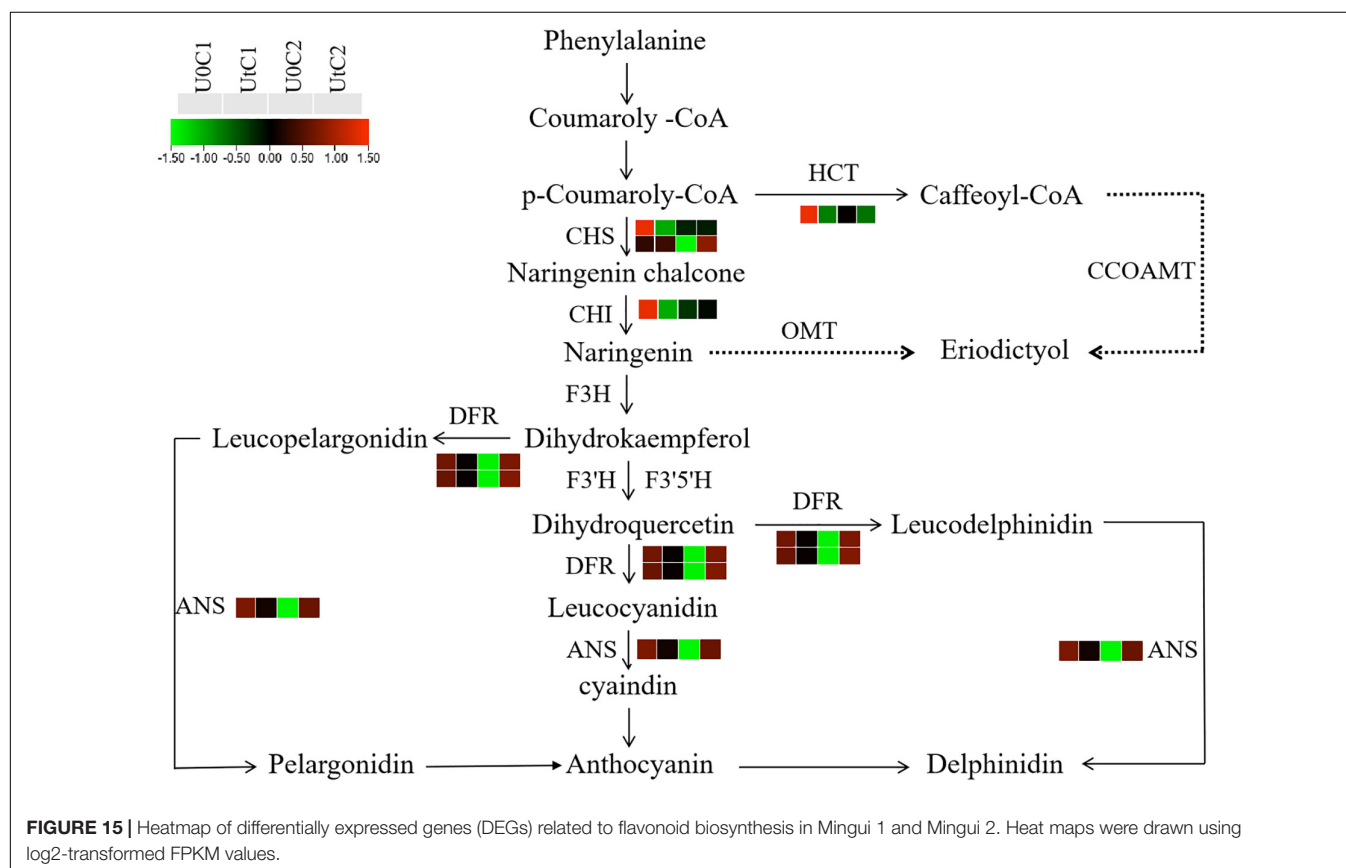 U0C1 UtC1 U0C2 UtC2
-1.50 -1.00 -0.50 0.00 0.50 1.00 1.50
Phenylalanine
Coumaroly -CoA
HCT
p-Coumaroly-CoA Caffeoyl-CoA
CHS
CCOAMT
Naringenin chalcone
CHI
OMT
Naringenin Eriodictyol
F3H
DFR
Leucopelargonidin Dihydrokaempferol
F3'H F3'5'H
DFR
Dihydroquercetin Leucodelphinidin
DFR
ANS Leucocyanidin
ANS ANS
cyaindin
Pelargonidin Anthocyanin Delphinidin
FIGURE 15 | Heatmap of differentially expressed genes (DEGs) related to flavonoid biosynthesis in Mingui 1 and Mingui 2. Heat maps were drawn using
log2-transformed FPKM values.